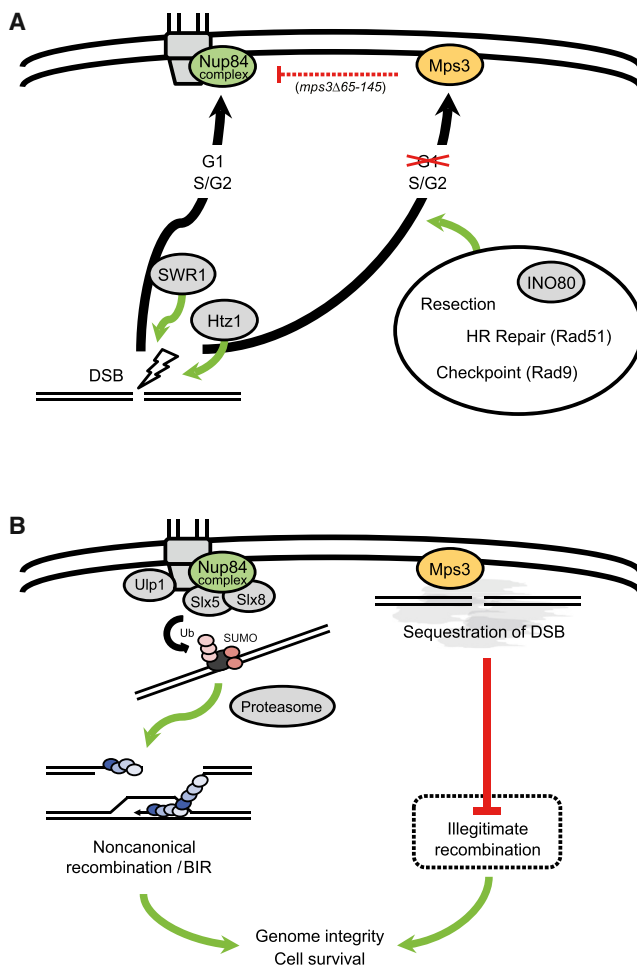 A
Nup84
complex
Mps3
(mps3Δ65-145)
G1
S/G2
G1
S/G2
SWR1
Htz1
DSB
INO80
Resection
HR Repair (Rad51)
Checkpoint (Rad9)
B
Nup84
complex
Ulp1
Slx5
Slx8
Mps3
Ub
SUMO
Sequestration of DSB
Proteasome
Noncanonical
recombination /BIR
Illegitimate
recombination
Genome integrity
Cell survival